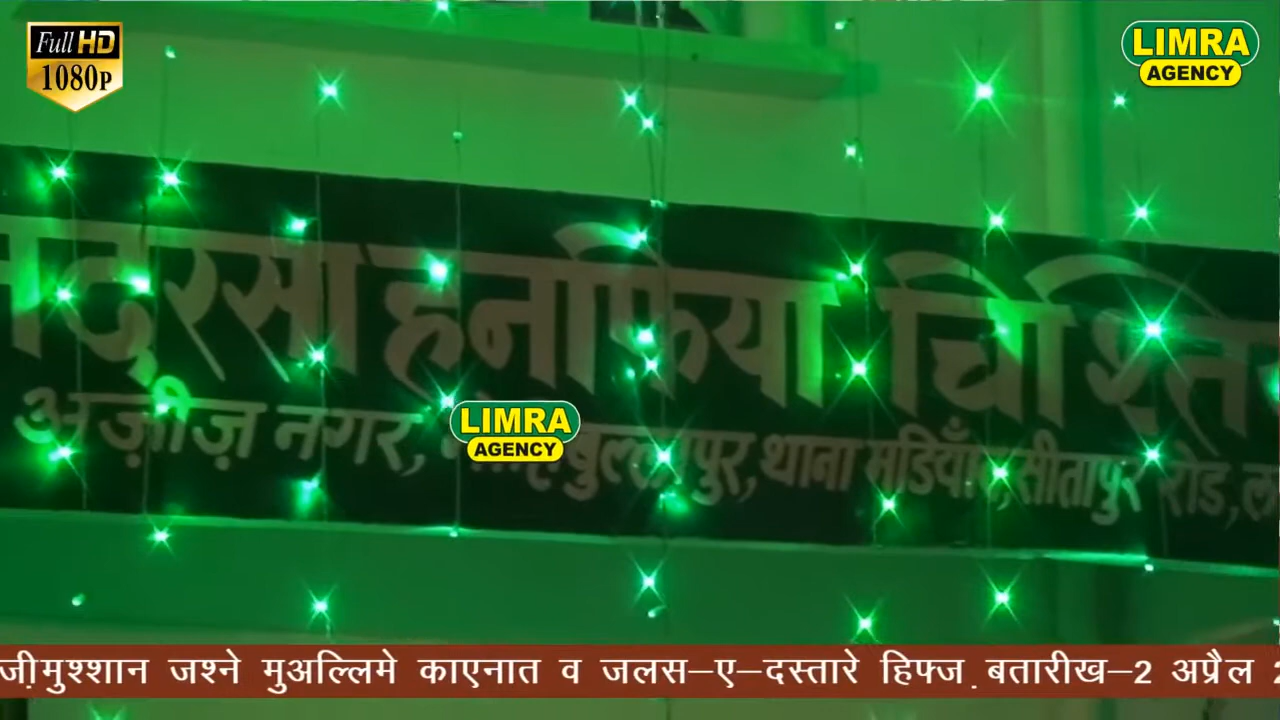 Full HD
1080P
LIMRA
AGENCY
मदरसा हनफिया चिश्ति
अज़ीज़ नगर, थाना मडिवाँव, सीतापुर रोड,
LIMRA
AGENCY
जीमुश्शान जश्ने मुअल्लिमे काएनात व जलस–ए–दस्तारे हिफ्ज़ बतारीख–2 अप्रैल